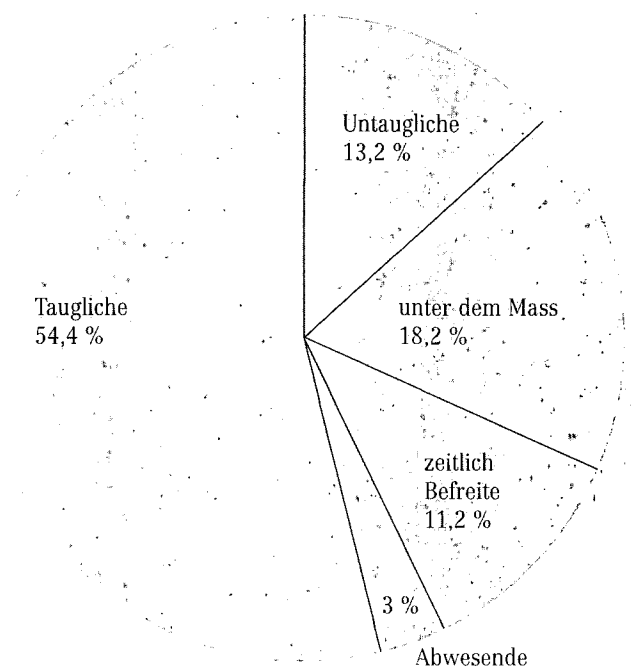 Untaugliche
13,2 %
Taugliche
54,4 %
unter dem Mass
18,2 %
zeitlich
Befreite
11,2 %
3 %
Abwesende